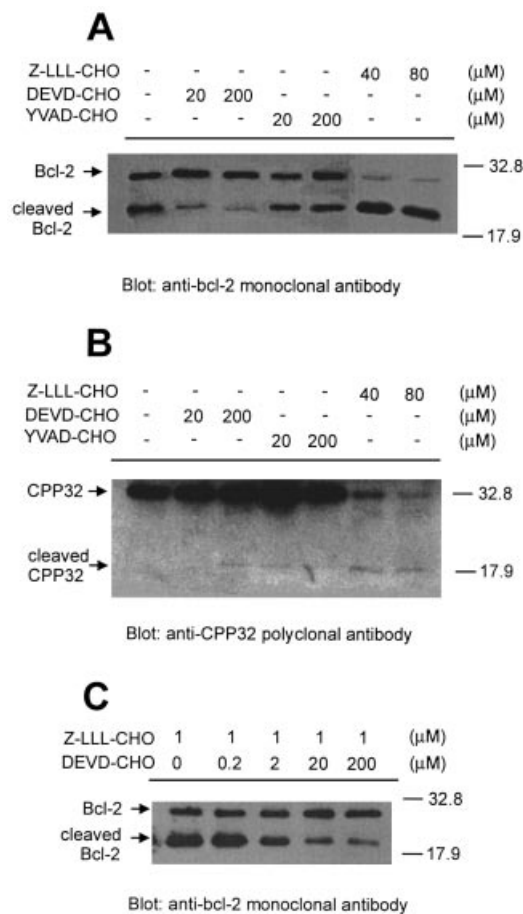 A
Z-LLL-CHO - - - - - 40 80 (μM)
DEVD-CHO - 20 200 - - - - (μM)
YVAD-CHO - - - 20 200 - - (μM)
Bcl-2
32.8
cleaved
Bcl-2
17.9
Blot: anti-bcl-2 monoclonal antibody
B
Z-LLL-CHO - - - - - 40 80 (μM)
DEVD-CHO - 20 200 - - - - (μM)
YVAD-CHO - - - 20 200 - - (μM)
CPP32
32.8
cleaved
CPP32
17.9
Blot: anti-CPP32 polyclonal antibody
C
Z-LLL-CHO 1 1 1 1 1 (μM)
DEVD-CHO 0 0.2 2 20 200 (μM)
Bcl-2
32.8
cleaved
Bcl-2
17.9
Blot: anti-bcl-2 monoclonal antibody